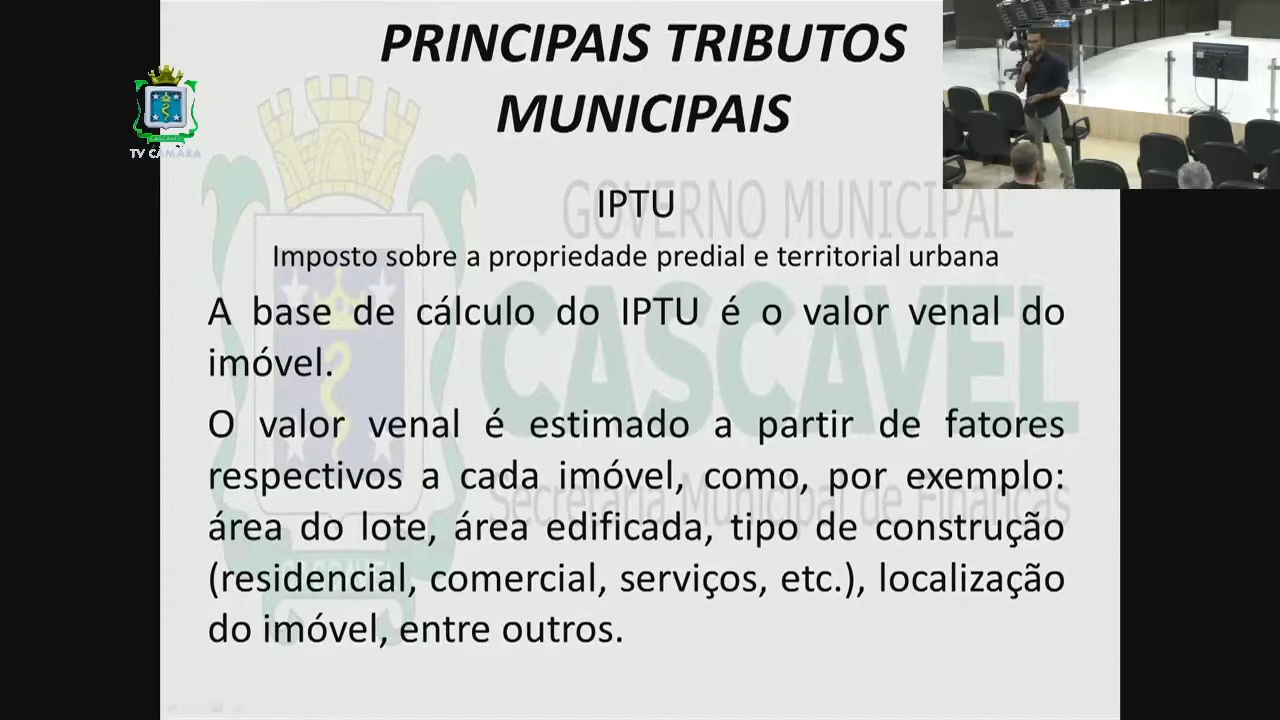 PRINCIPAIS TRIBUTOS
MUNICIPAIS
TV CÂMARA
GOVERNO MUNICIPAL
CASCAVEL
Secretaria Municipal de Finanças
IPTU
Imposto sobre a propriedade predial e territorial urbana
A base de cálculo do IPTU é o valor venal do
imóvel.
O valor venal é estimado a partir de fatores
respectivos a cada imóvel, como, por exemplo:
área do lote, área edificada, tipo de construção
(residencial, comercial, serviços, etc.), localização
do imóvel, entre outros.